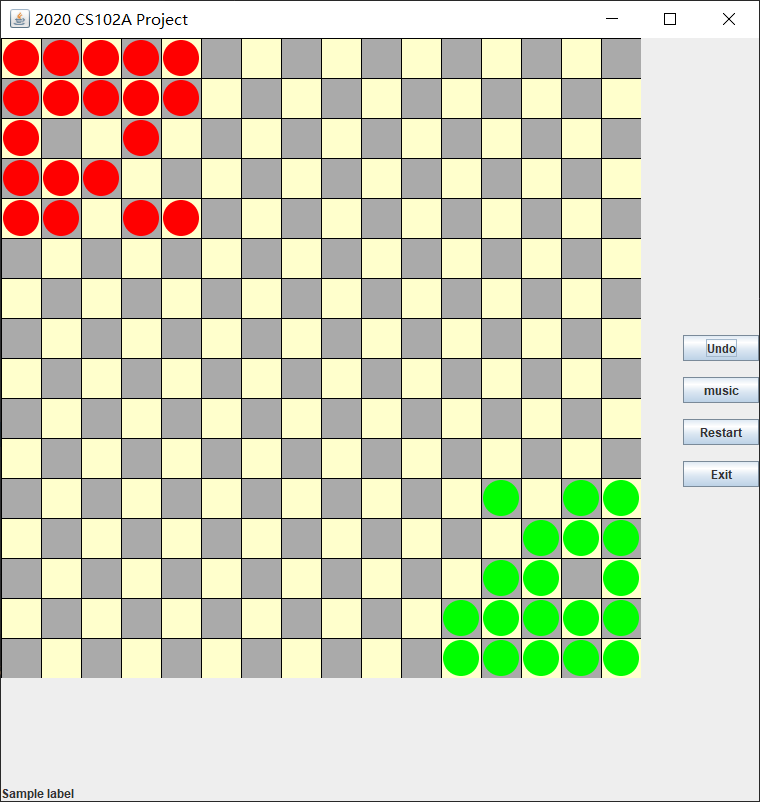 2020 CS102A Project
Undo
music
Restart
Exit
Sample label